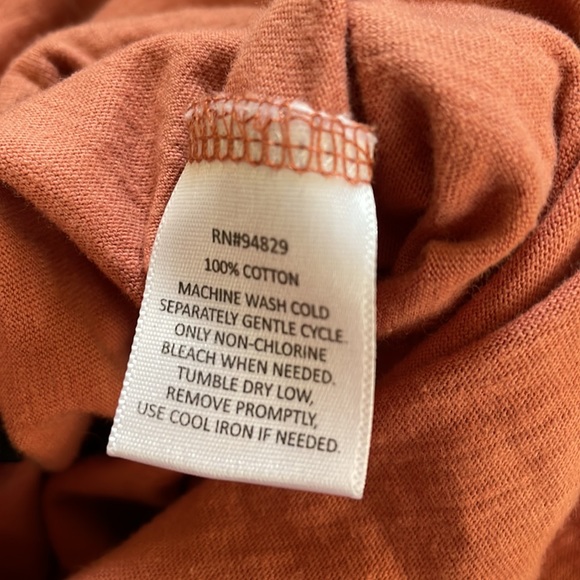 RN#94829
100% COTTON
MACHINE WASH COLD
SEPARATELY GENTLE CYCLE.
ONLY NON-CHLORINE
BLEACH WHEN NEEDED.
TUMBLE DRY LOW,
REMOVE PROMPTLY,
USE COOL IRON IF NEEDED.